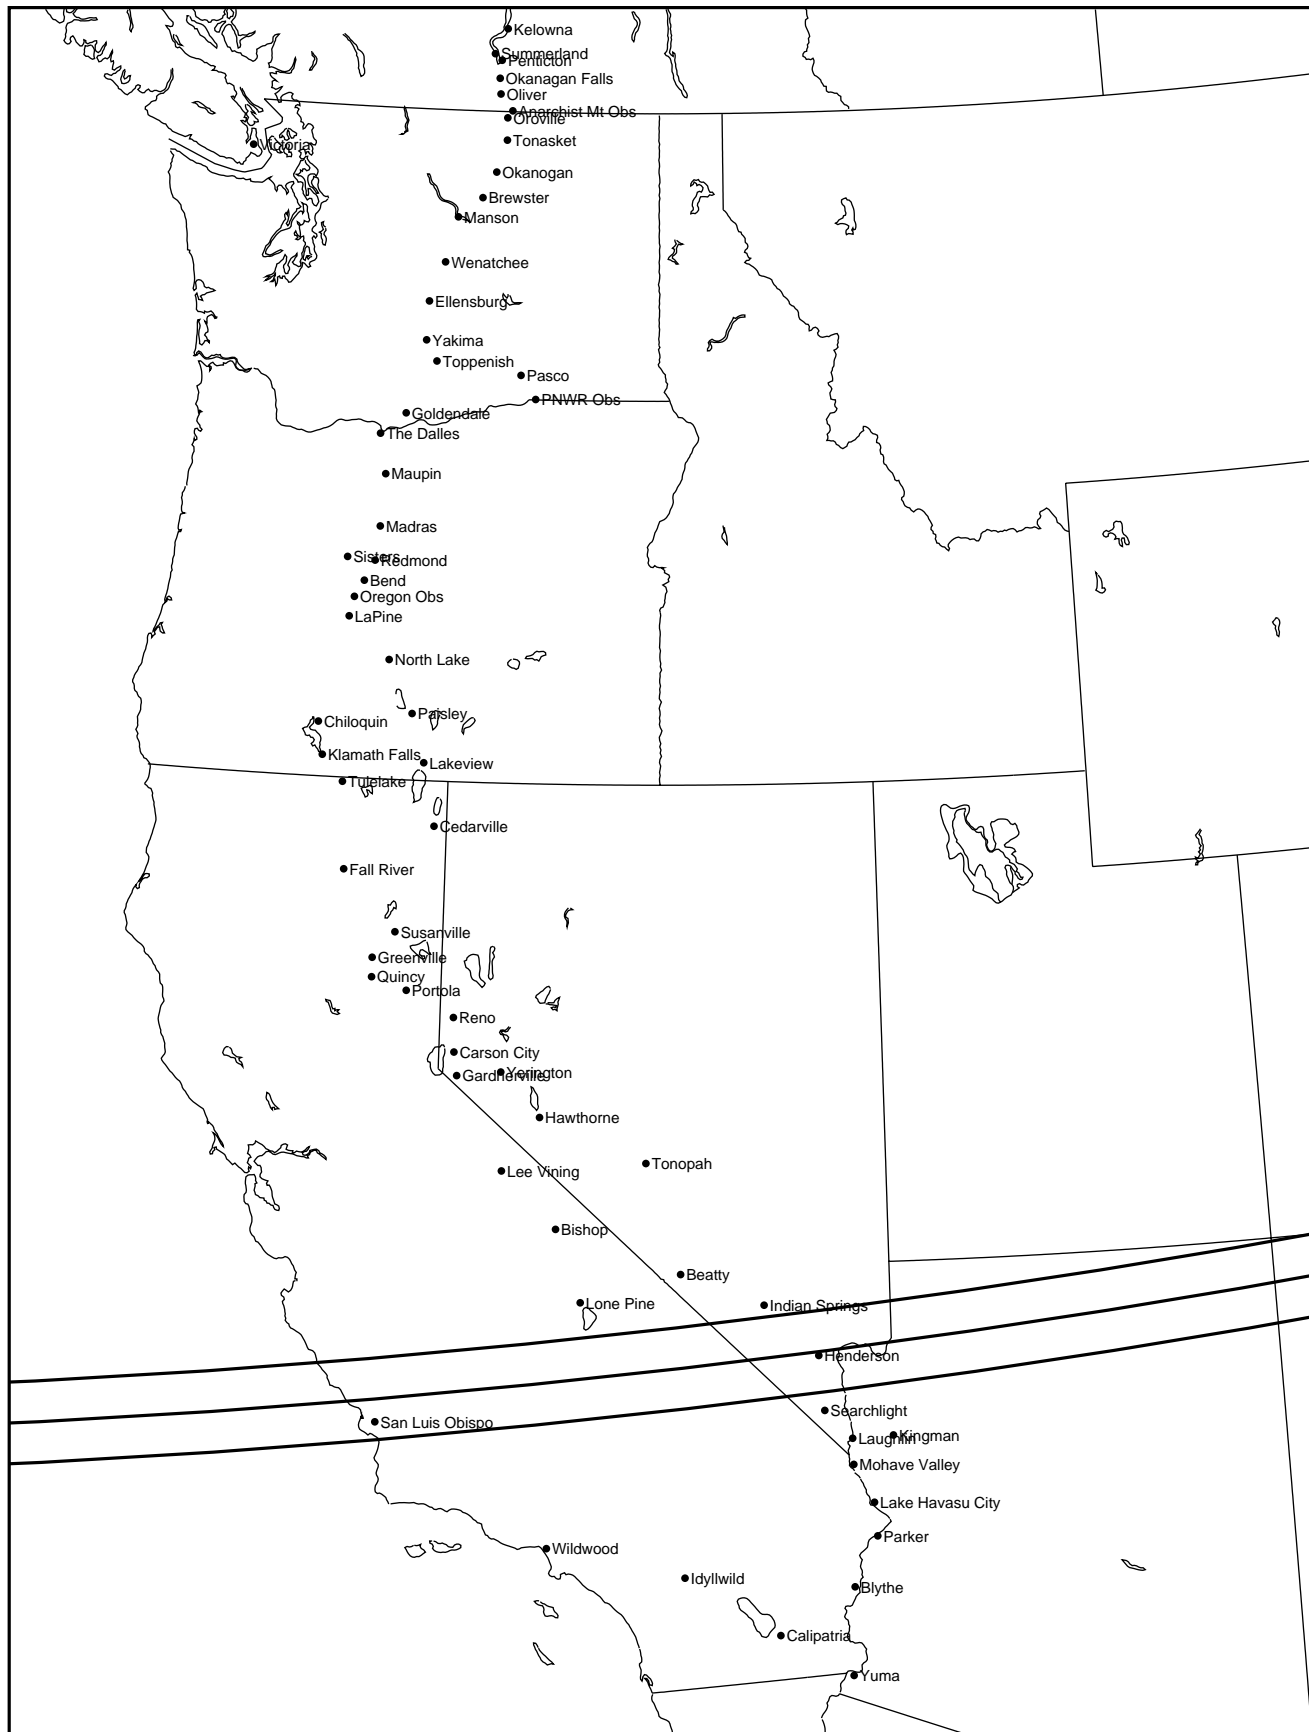 Kelowna
Summerland
Penticton
Okanagan Falls
Oliver
Anarchist Mt Obs
Oroville
Tonasket
Victoria
Okanogan
Brewster
Manson
Wenatchee
Ellensburg
Yakima
Toppenish
Pasco
PNWR Obs
Goldendale
The Dalles
Maupin
Madras
Sisters
Redmond
Bend
Oregon Obs
LaPine
North Lake
Paisley
Chiloquin
Klamath Falls
Lakeview
Tulelake
Cedarville
Fall River
Susanville
Greenville
Quincy
Portola
Reno
Carson City
Yerington
Gardnerville
Hawthorne
Tonopah
Lee Vining
Bishop
Beatty
Lone Pine
Indian Springs
Henderson
Searchlight
San Luis Obispo
Kingman
Laughlin
Mohave Valley
Lake Havasu City
Parker
Wildwood
Idyllwild
Blythe
Calipatria
Yuma